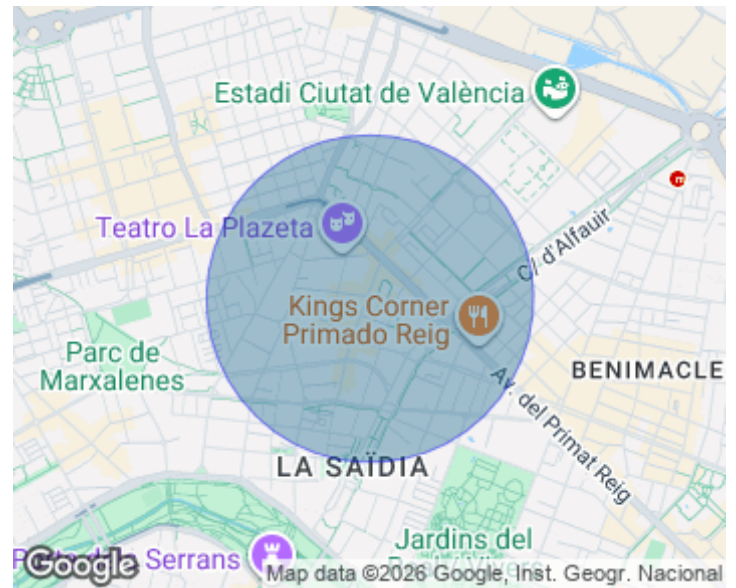 Estadi Ciutat de València
Teatro La Plazeta
C/ d'Alfauir
Kings Corner
Primado Reig
Parc de
Marxalenes
BENIMACLE
Av. del Primat Reig
LA SAÏDIA
Jardins del
Serrans
Google
Map data ©2026 Google, Inst. Geogr. Nacional